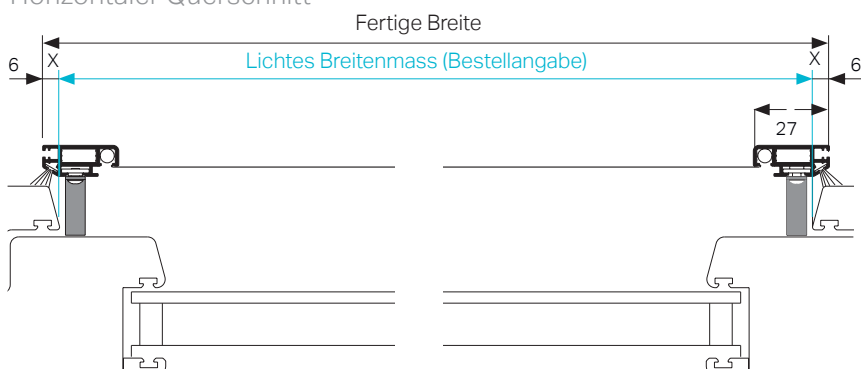 Horizontaler Querschnitt
Fertige Breite
6 X Lichtes Breitenmass (Bestellangabe) X 6
27